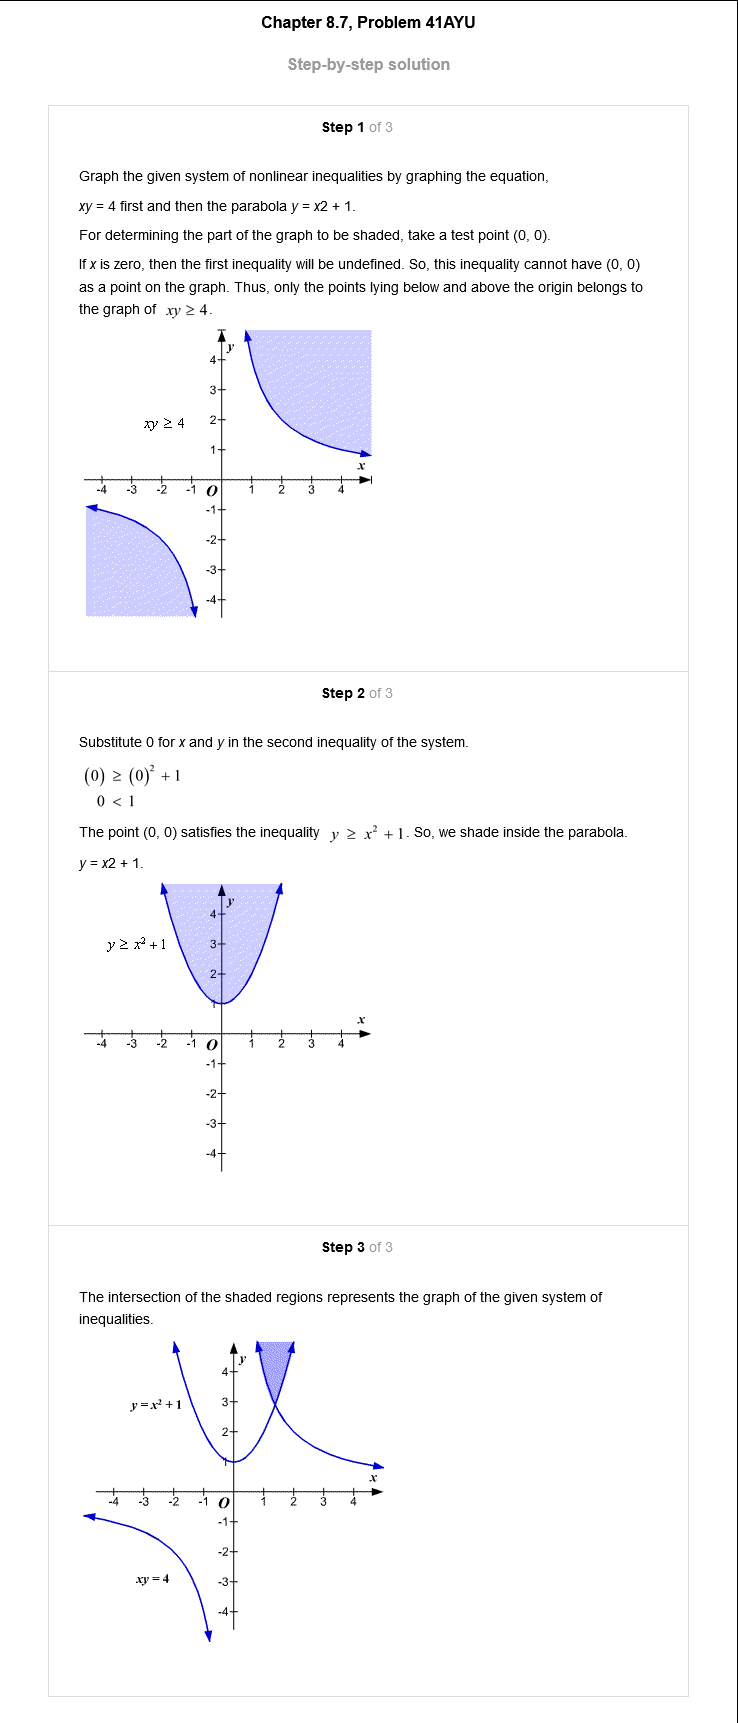 Chapter 8.7, Problem 41AYU
Step-by-step solution
Step 1 of 3
Graph the given system of nonlinear inequalities by graphing the equation,
xy = 4 first and then the parabola y = x2 + 1.
For determining the part of the graph to be shaded, take a test point (0, 0).
If x is zero, then the first inequality will be undefined. So, this inequality cannot have (0, 0)
as a point on the graph. Thus, only the points lying below and above the origin belongs to
the graph of xy ≥ 4.
y
4
3
xy ≥ 4
2
1
x
-4 -3 -2 -1 O 1 2 3 4
-1
-2
-3
-4
Step 2 of 3
Substitute 0 for x and y in the second inequality of the system.
(0) ≥ (0)² + 1
0 < 1
The point (0, 0) satisfies the inequality y ≥ x² + 1. So, we shade inside the parabola.
y = x2 + 1.
y
4
y ≥ x² + 1
3
2
1
x
-4 -3 -2 -1 O 1 2 3 4
-1
-2
-3
-4
Step 3 of 3
The intersection of the shaded regions represents the graph of the given system of
inequalities.
y
4
y = x² + 1
3
2
1
x
-4 -3 -2 -1 O 1 2 3 4
-1
-2
xy = 4
-3
-4